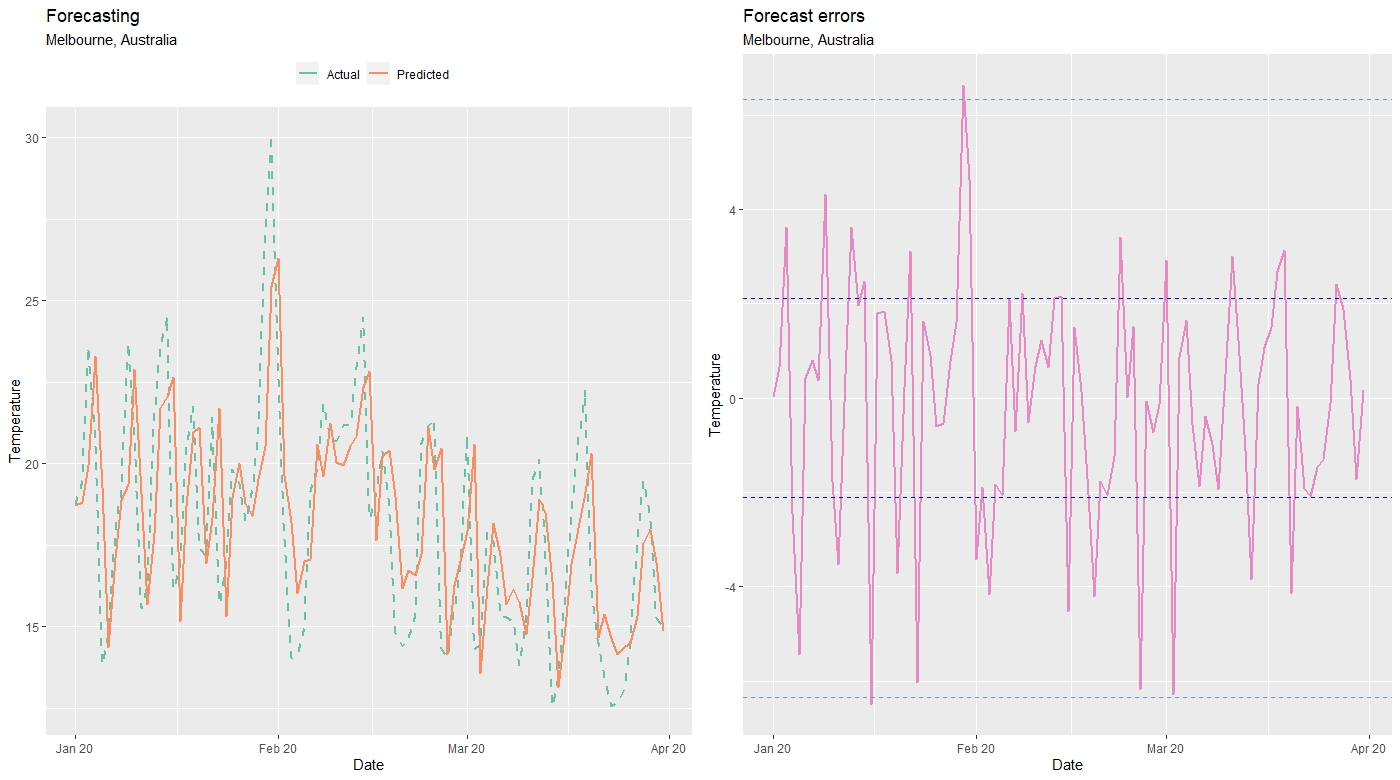 Forecasting
Melbourne, Australia
Actual Predicted
30
25
20
15
Temperature
Jan 20 Feb 20 Mar 20 Apr 20
Date
Forecast errors
Melbourne, Australia
4
0
-4
Temperature
Jan 20 Feb 20 Mar 20 Apr 20
Date